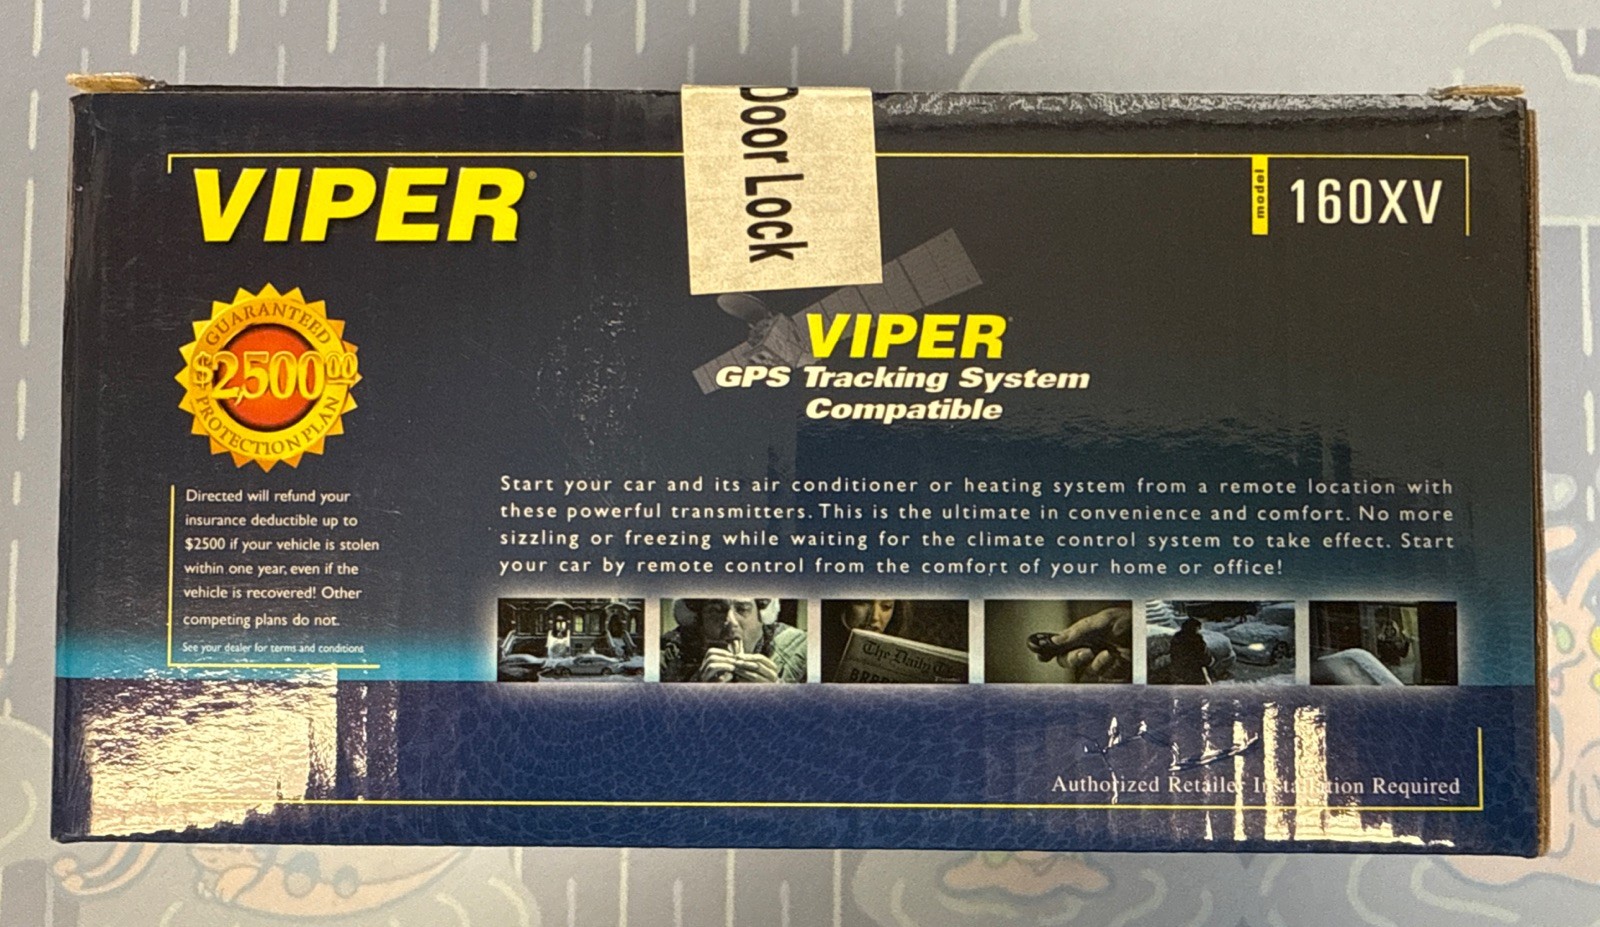 Door Lock
VIPER®
model
160XV
GUARANTEED
$2,500.00
PROTECTION PLAN
VIPER
GPS Tracking System
Compatible
Directed will refund your
insurance deductible up to
$2500 if your vehicle is stolen
within one year, even if the
vehicle is recovered! Other
competing plans do not.
See your dealer for terms and conditions
Start your car and its air conditioner or heating system from a remote location with
these powerful transmitters. This is the ultimate in convenience and comfort. No more
sizzling or freezing while waiting for the climate control system to take effect. Start
your car by remote control from the comfort of your home or office!
The Daily
BRRR
Authorized Retailer Installation Required